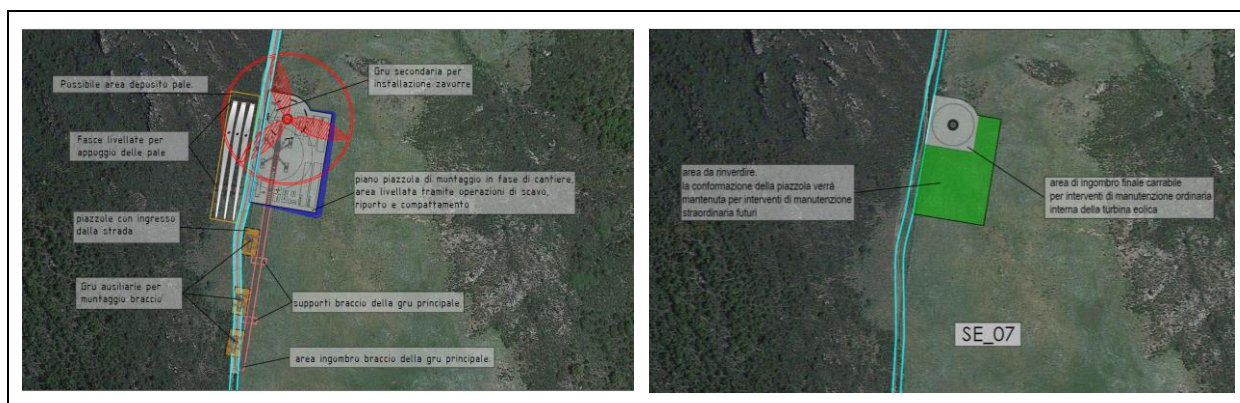 Possibile area deposito pale.
Gru secondaria per
installazione zavorre
Fasce livellate per
appoggio delle pale
piano piazzola di montaggio in fase di cantiere,
area livellata tramite operazioni di scavo,
riporto e compattamento
piazzole con ingresso
dalla strada
Gru ausiliarie per
montaggio braccio
supporti braccio della gru principale.
area ingombro braccio della gru principale.
area da rinverdire.
la conformazione della piazzola verrà
mantenuta per interventi di manutenzione
straordinaria futuri
area di ingombro finale carrabile
per interventi di manutenzione ordinaria
interna della turbina eolica
SE_07